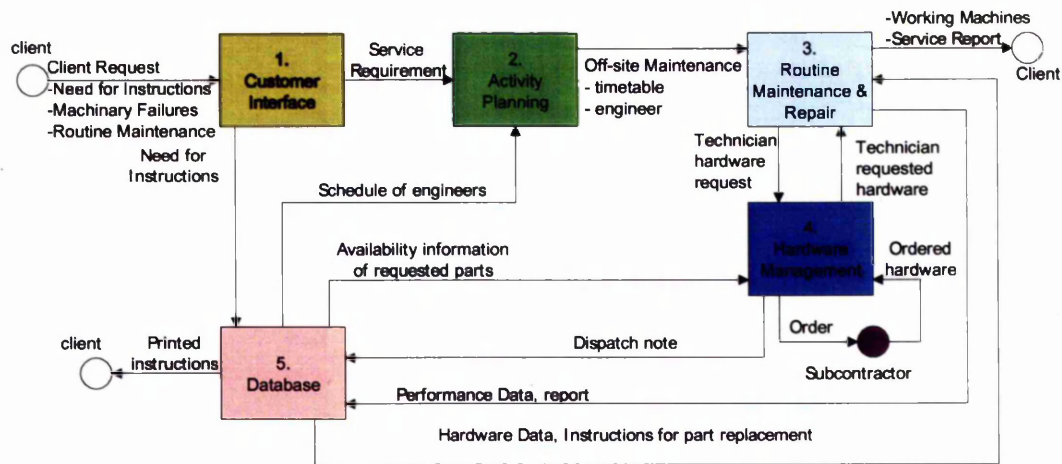 client
Client Request
-Need for Instructions
-Machinary Failures
-Routine Maintenance
1.
Customer
Interface
Service
Requirement
2.
Activity
Planning
Off-site Maintenance
- timetable
- engineer
3.
Routine
Maintenance &
Repair
-Working Machines
-Service Report
Client
Need for
Instructions
Schedule of engineers
Technician
hardware
request
Technician
requested
hardware
4.
Hardware
Management
Availability information
of requested parts
Ordered
hardware
Order
Subcontractor
client
Printed
instructions
5.
Database
Dispatch note
Performance Data, report
Hardware Data, Instructions for part replacement